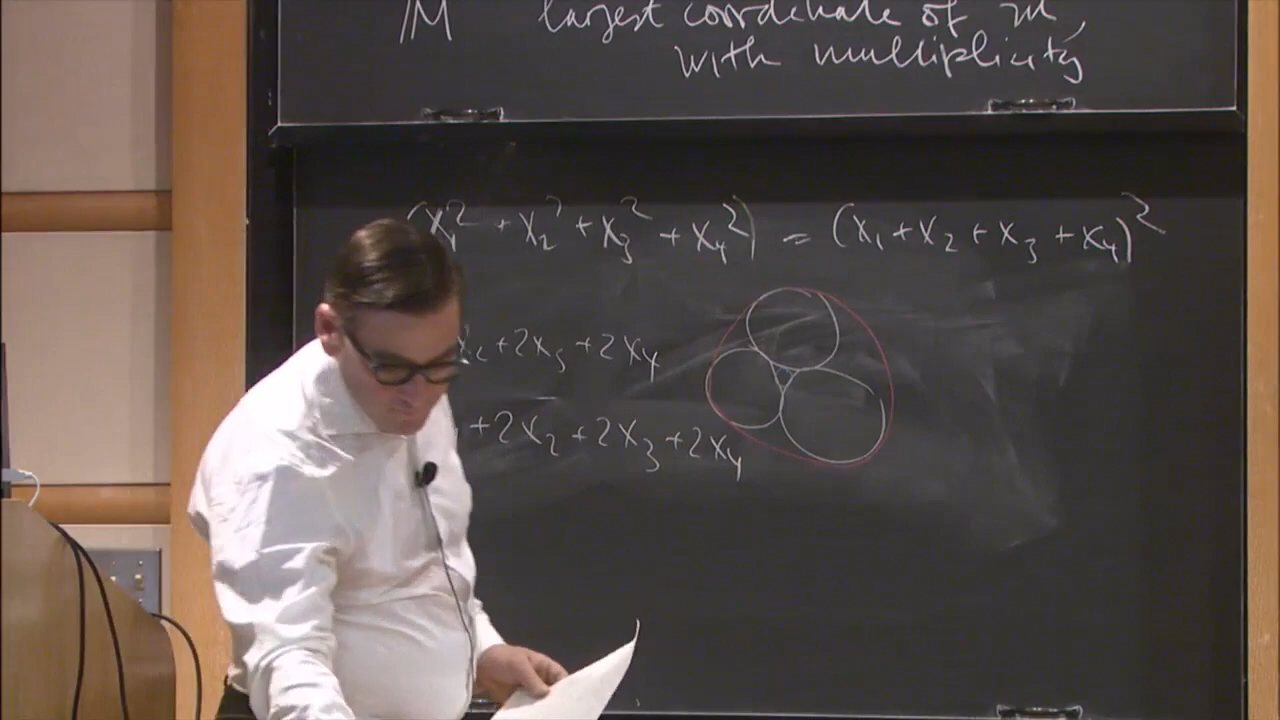 M largest coordinate of m,
with multiplicity
(x₁² + x₂² + x₃² + x₄²) = (x₁ + x₂ + x₃ + x₄)²
+ 2x₃ + 2x₄
+ 2x₂ + 2x₃ + 2x₄